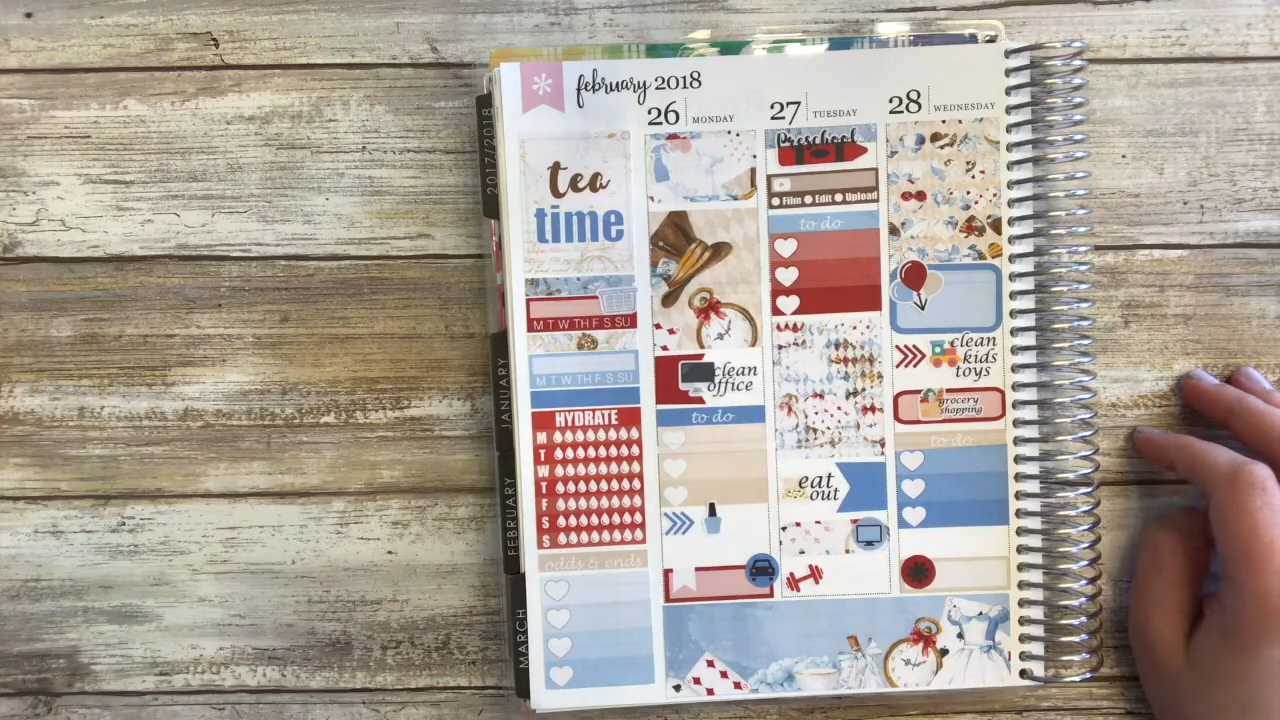 february 2018
26 MONDAY
27 TUESDAY
28 WEDNESDAY
2017/2018
JANUARY
FEBRUARY
MARCH
tea
time
M T W TH F S SU
M T W TH F S SU
HYDRATE
M
T
W
T
F
S
S
odds & ends
clean
office
to do
Preschool
Film Edit Upload
to do
eat
out
clean
kids
toys
grocery
shopping
to do